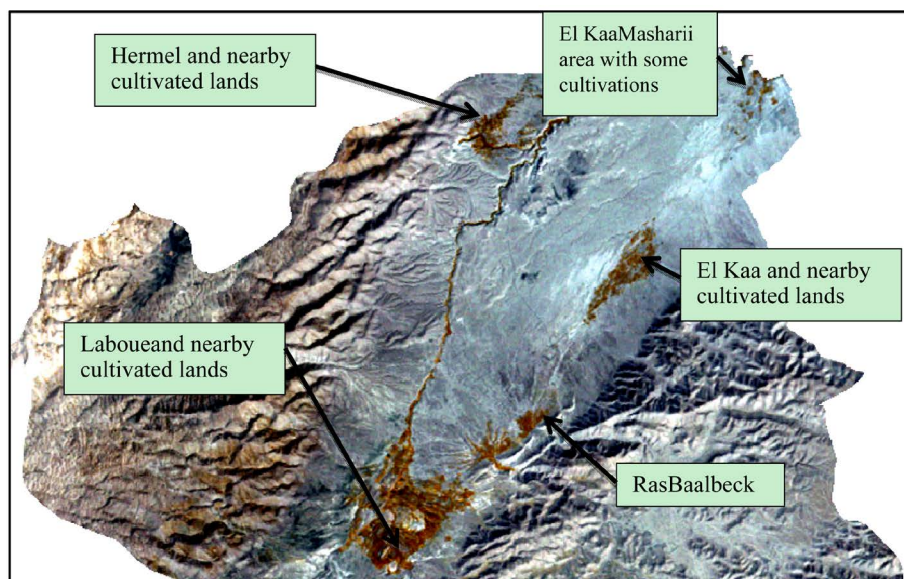 Hermel and nearby
cultivated lands
El KaaMasharii
area with some
cultivations
El Kaa and nearby
cultivated lands
Laboueand nearby
cultivated lands
RasBaalbeck